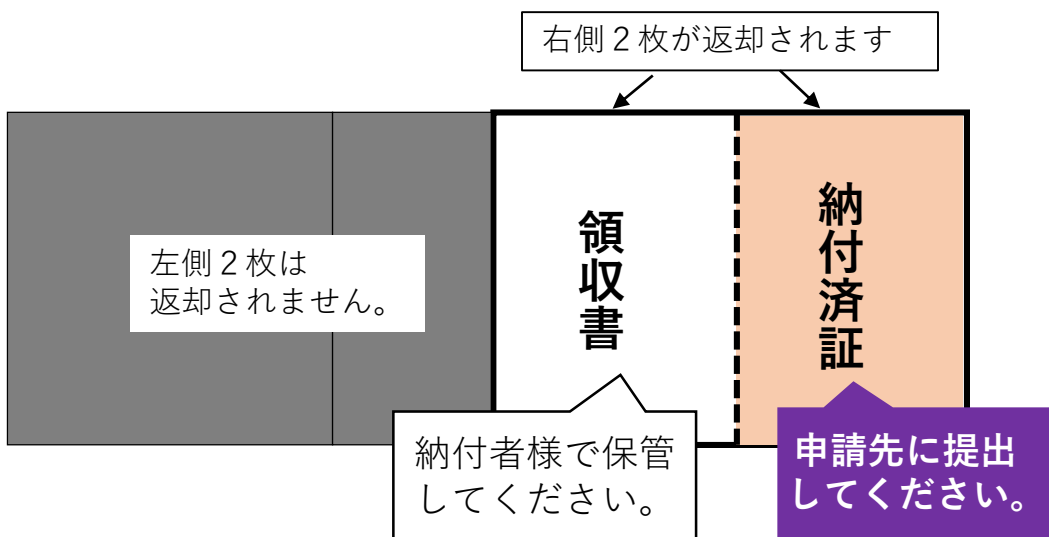 右側２枚が返却されます
左側２枚は
返却されません。
領収書
納付済証
納付者様で保管
してください。
申請先に提出
してください。